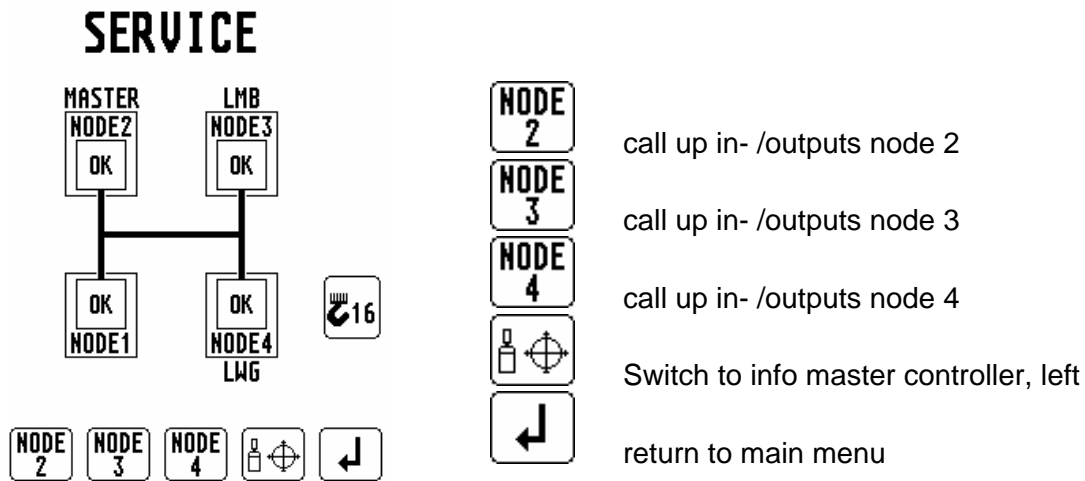 SERVICE
MASTER LMB
NODE2 NODE3
OK OK
OK OK
16
NODE1 NODE4
LWG
NODE 2 NODE 3 NODE 4
NODE
2
call up in- /outputs node 2
NODE
3
call up in- /outputs node 3
NODE
4
call up in- /outputs node 4
Switch to info master controller, left
return to main menu